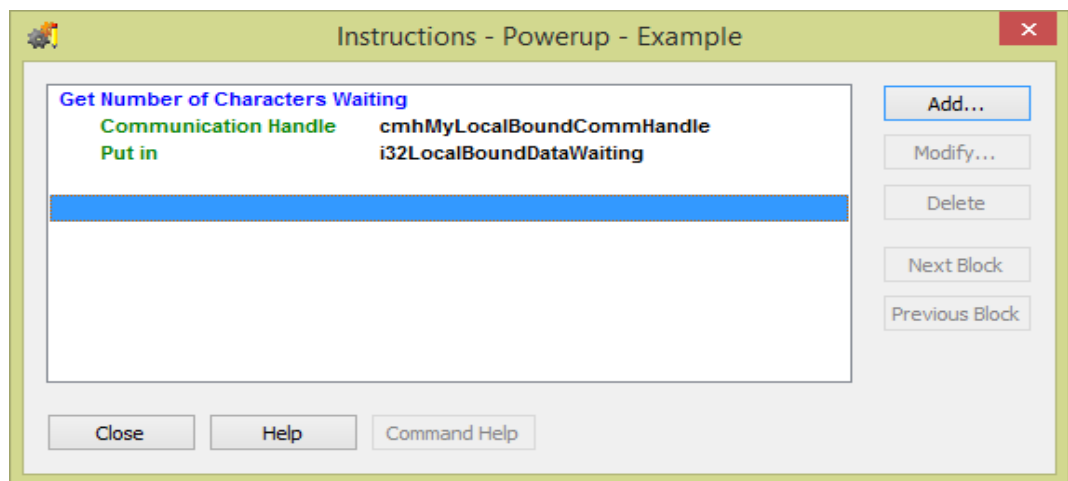 Instructions - Powerup - Example
Get Number of Characters Waiting
Communication Handle cmhMyLocalBoundCommHandle
Put in i32LocalBoundDataWaiting
Add...
Modify...
Delete
Next Block
Previous Block
Close Help Command Help